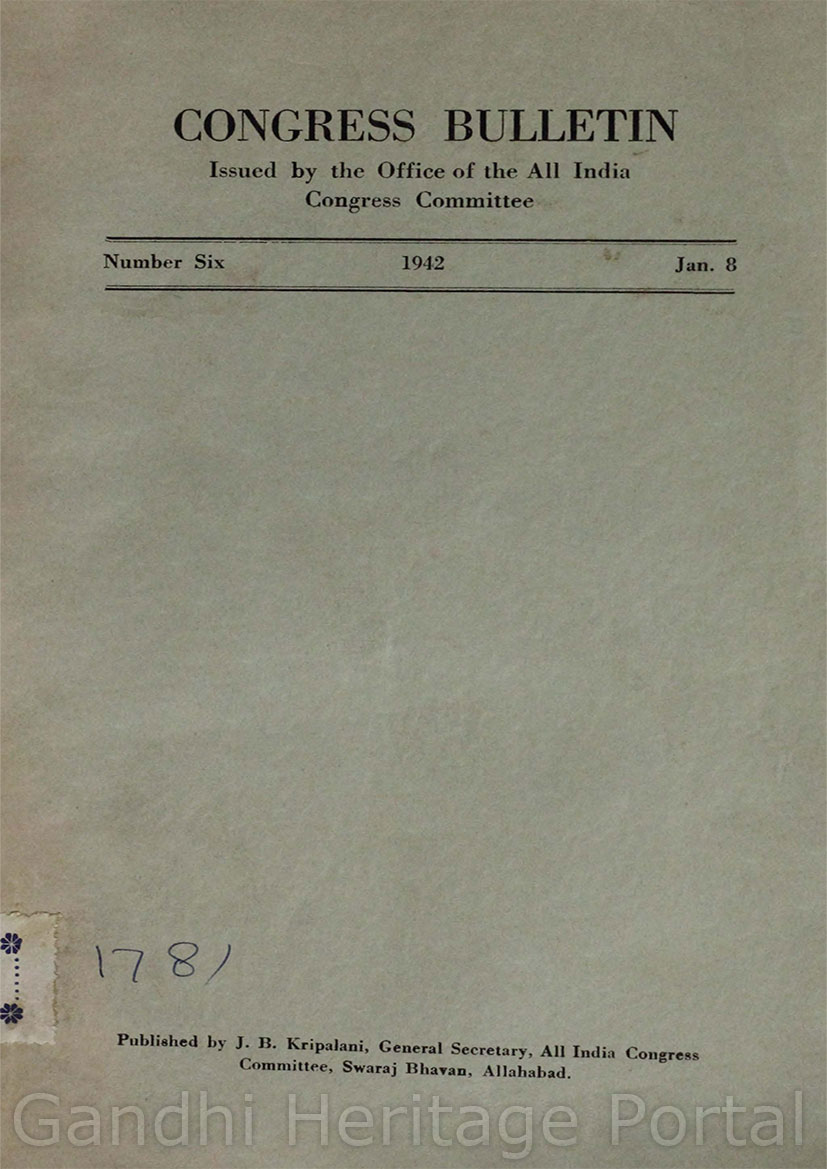 CONGRESS BULLETIN
Issued by the Office of the All India
Congress Committee
Number Six 1942 Jan. 8
1781
Published by J. B. Kripalani, General Secretary, All India Congress
Committee, Swaraj Bhavan, Allahabad.
Gandhi Heritage Portal